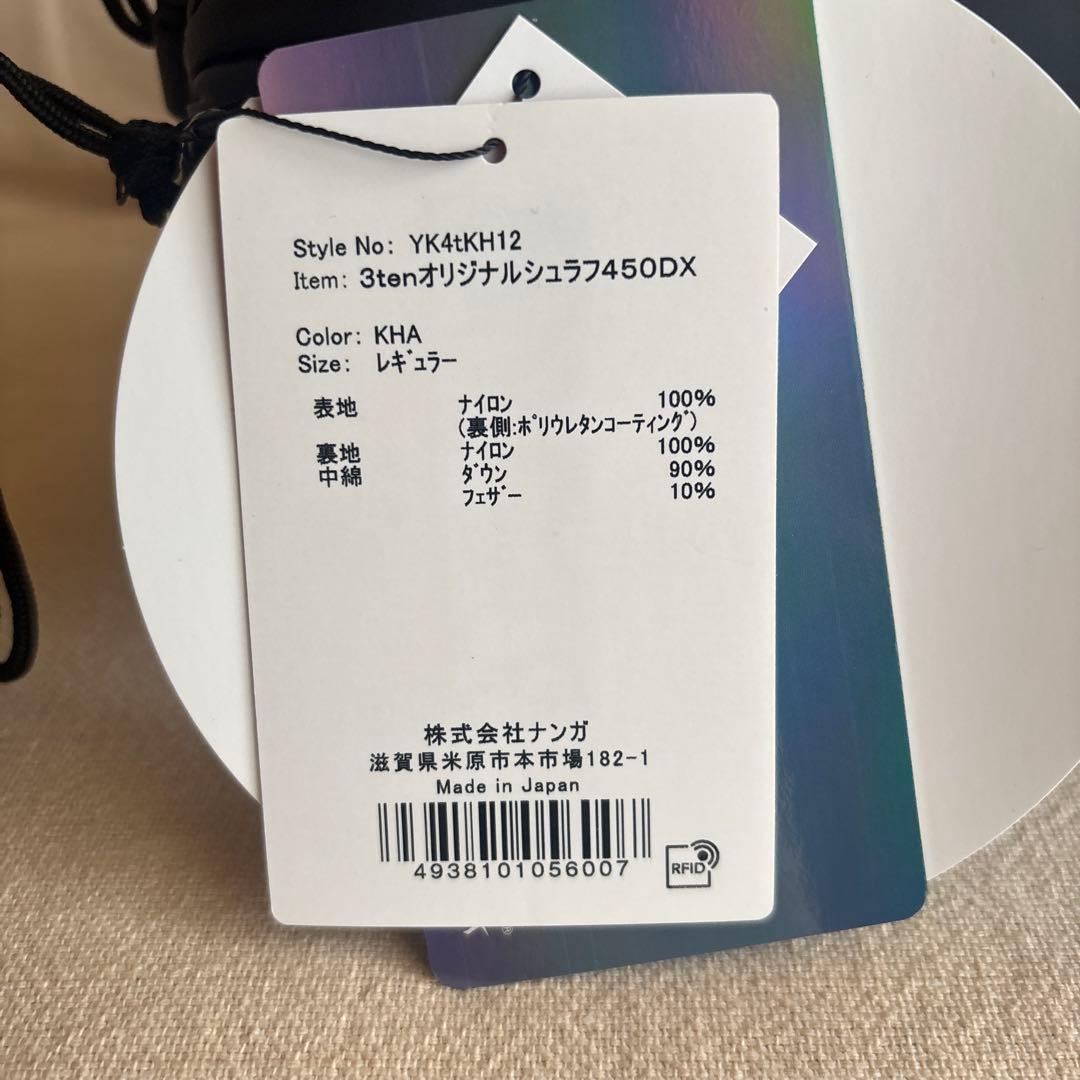 Style No: YK4tKH12
Item: 3tenオリジナルシュラフ450DX
Color: KHA
Size: レギュラー
表地 ナイロン 100%
(裏側:ポリウレタンコーティング)
裏地 ナイロン 100%
中綿 ダウン 90%
フェザー 10%
株式会社ナンガ
滋賀県米原市本市場182-1
Made in Japan
4938101056007
RFID
®